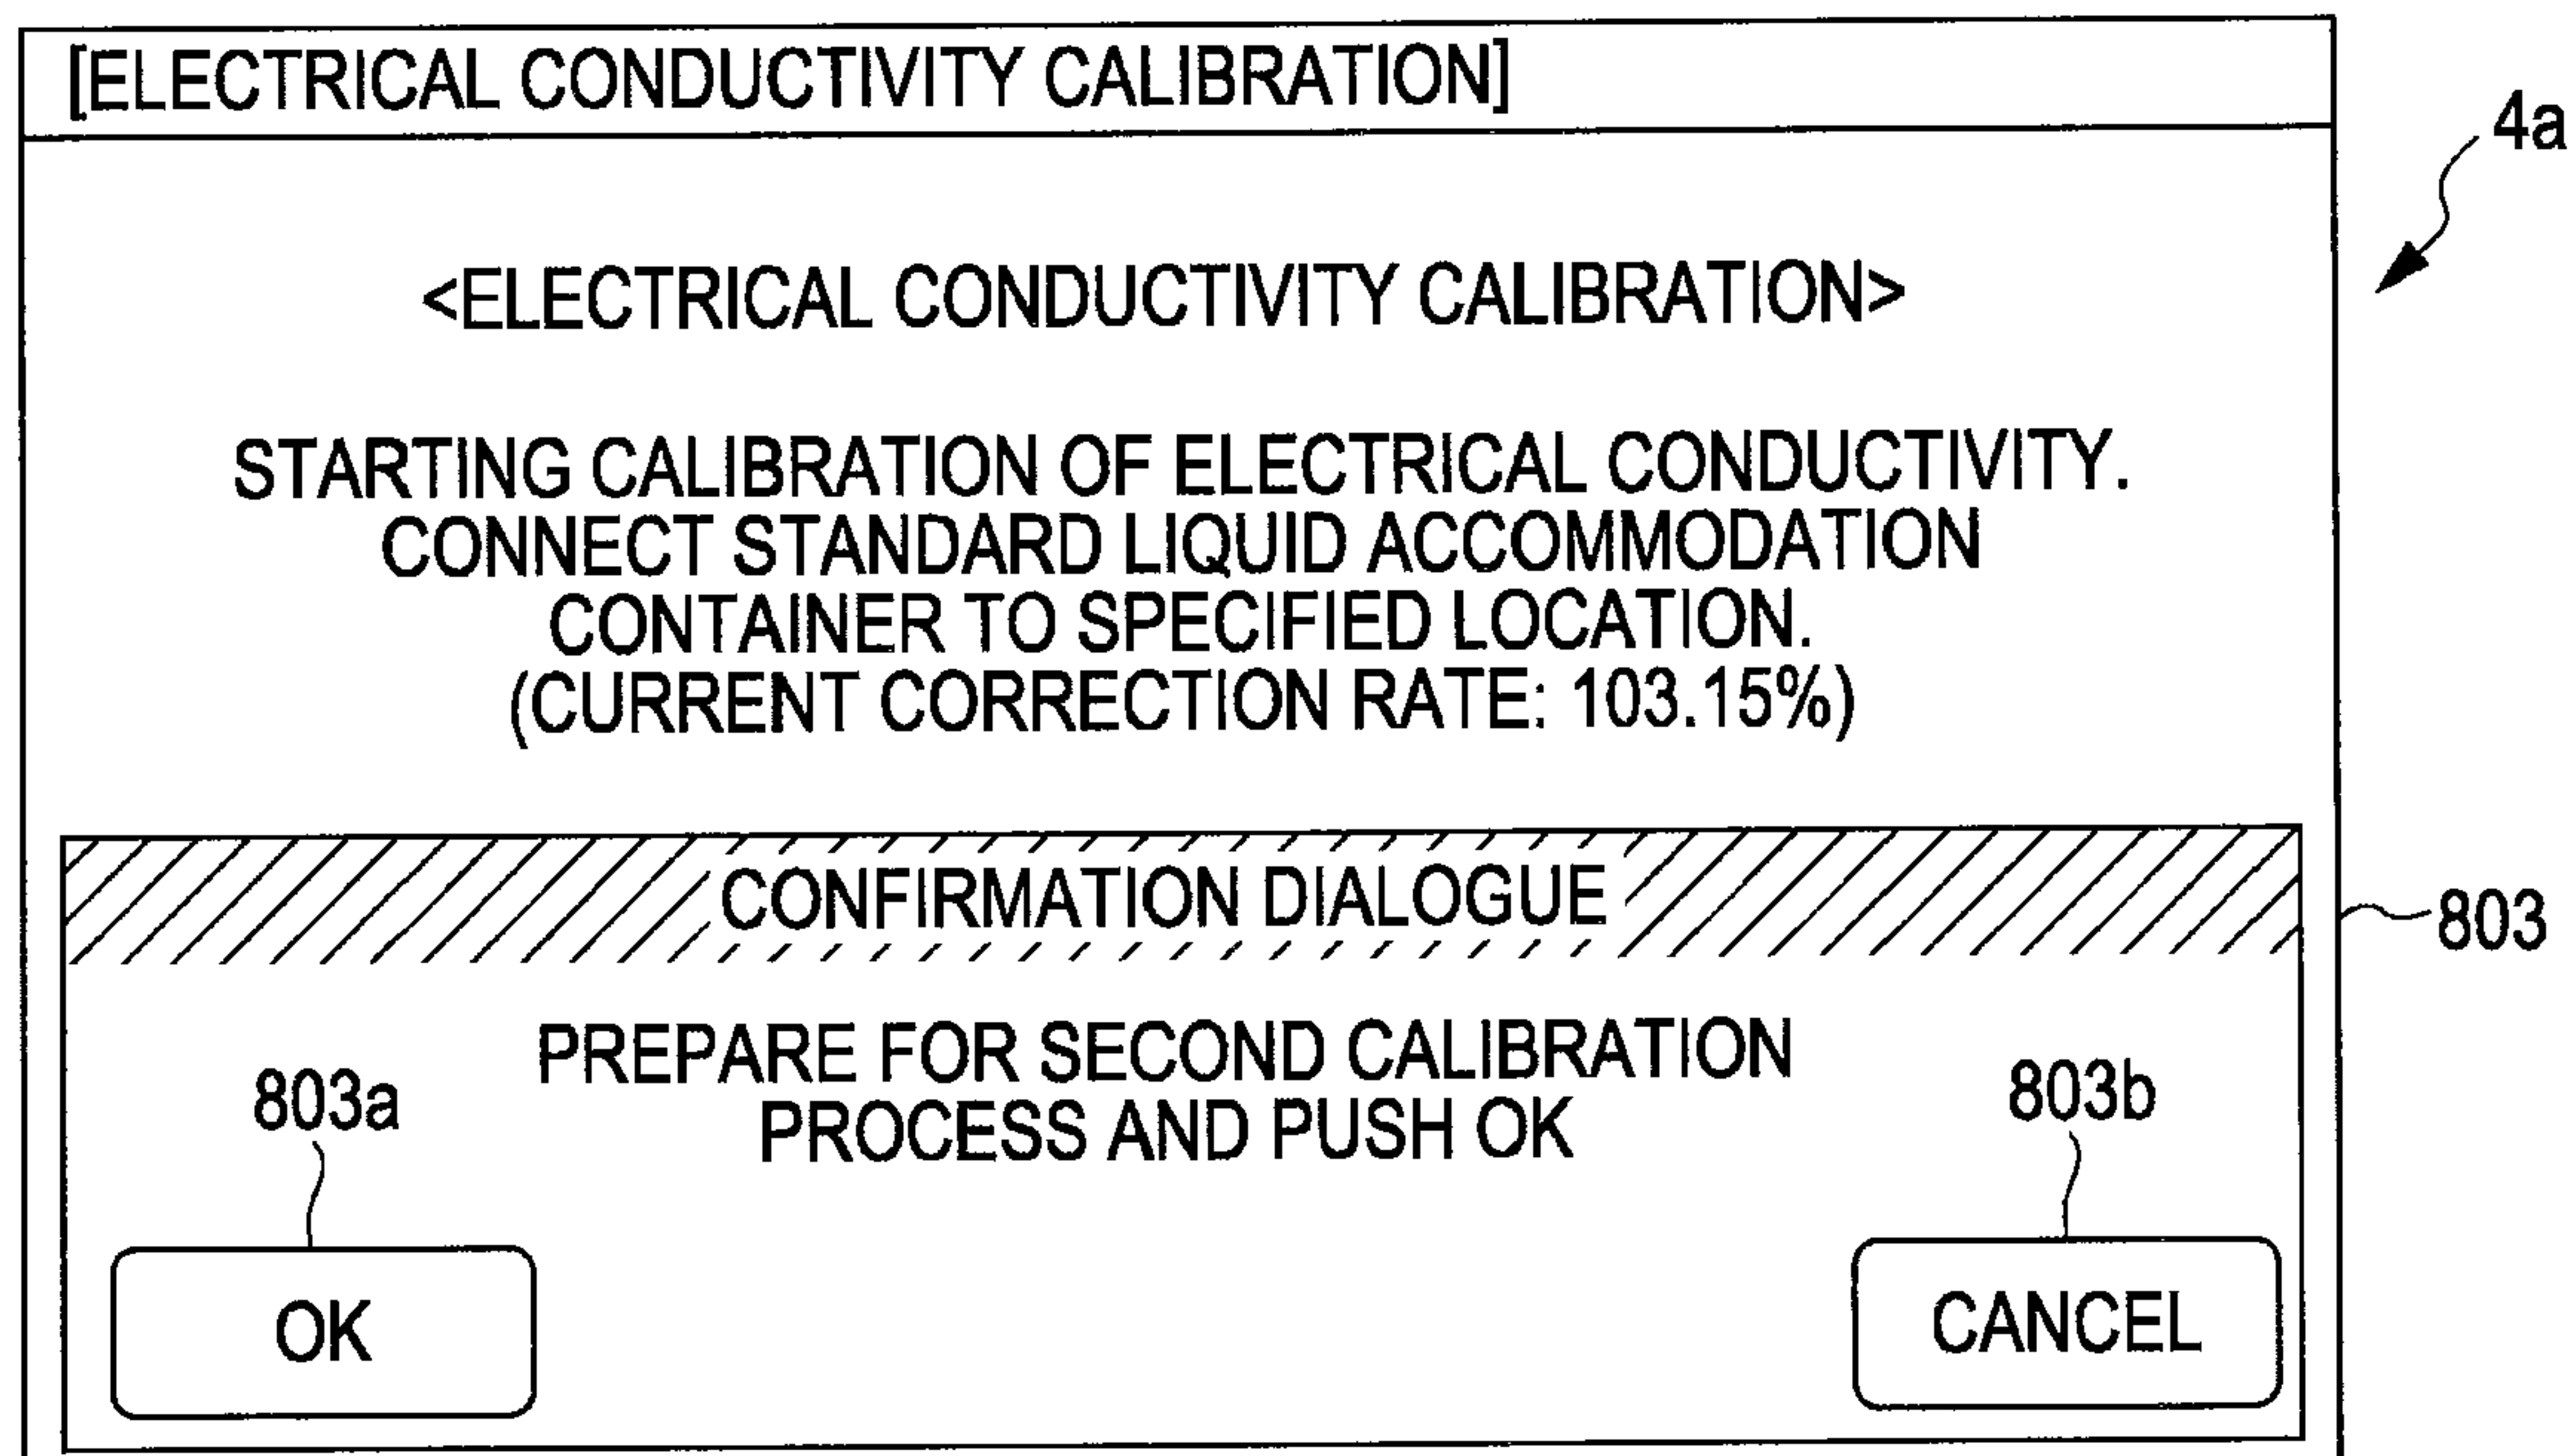 [ELECTRICAL CONDUCTIVITY CALIBRATION]
4a
<ELECTRICAL CONDUCTIVITY CALIBRATION>
STARTING CALIBRATION OF ELECTRICAL CONDUCTIVITY.
CONNECT STANDARD LIQUID ACCOMMODATION
CONTAINER TO SPECIFIED LOCATION.
(CURRENT CORRECTION RATE: 103.15%)
CONFIRMATION DIALOGUE
803
PREPARE FOR SECOND CALIBRATION
PROCESS AND PUSH OK
803a
803b
OK
CANCEL